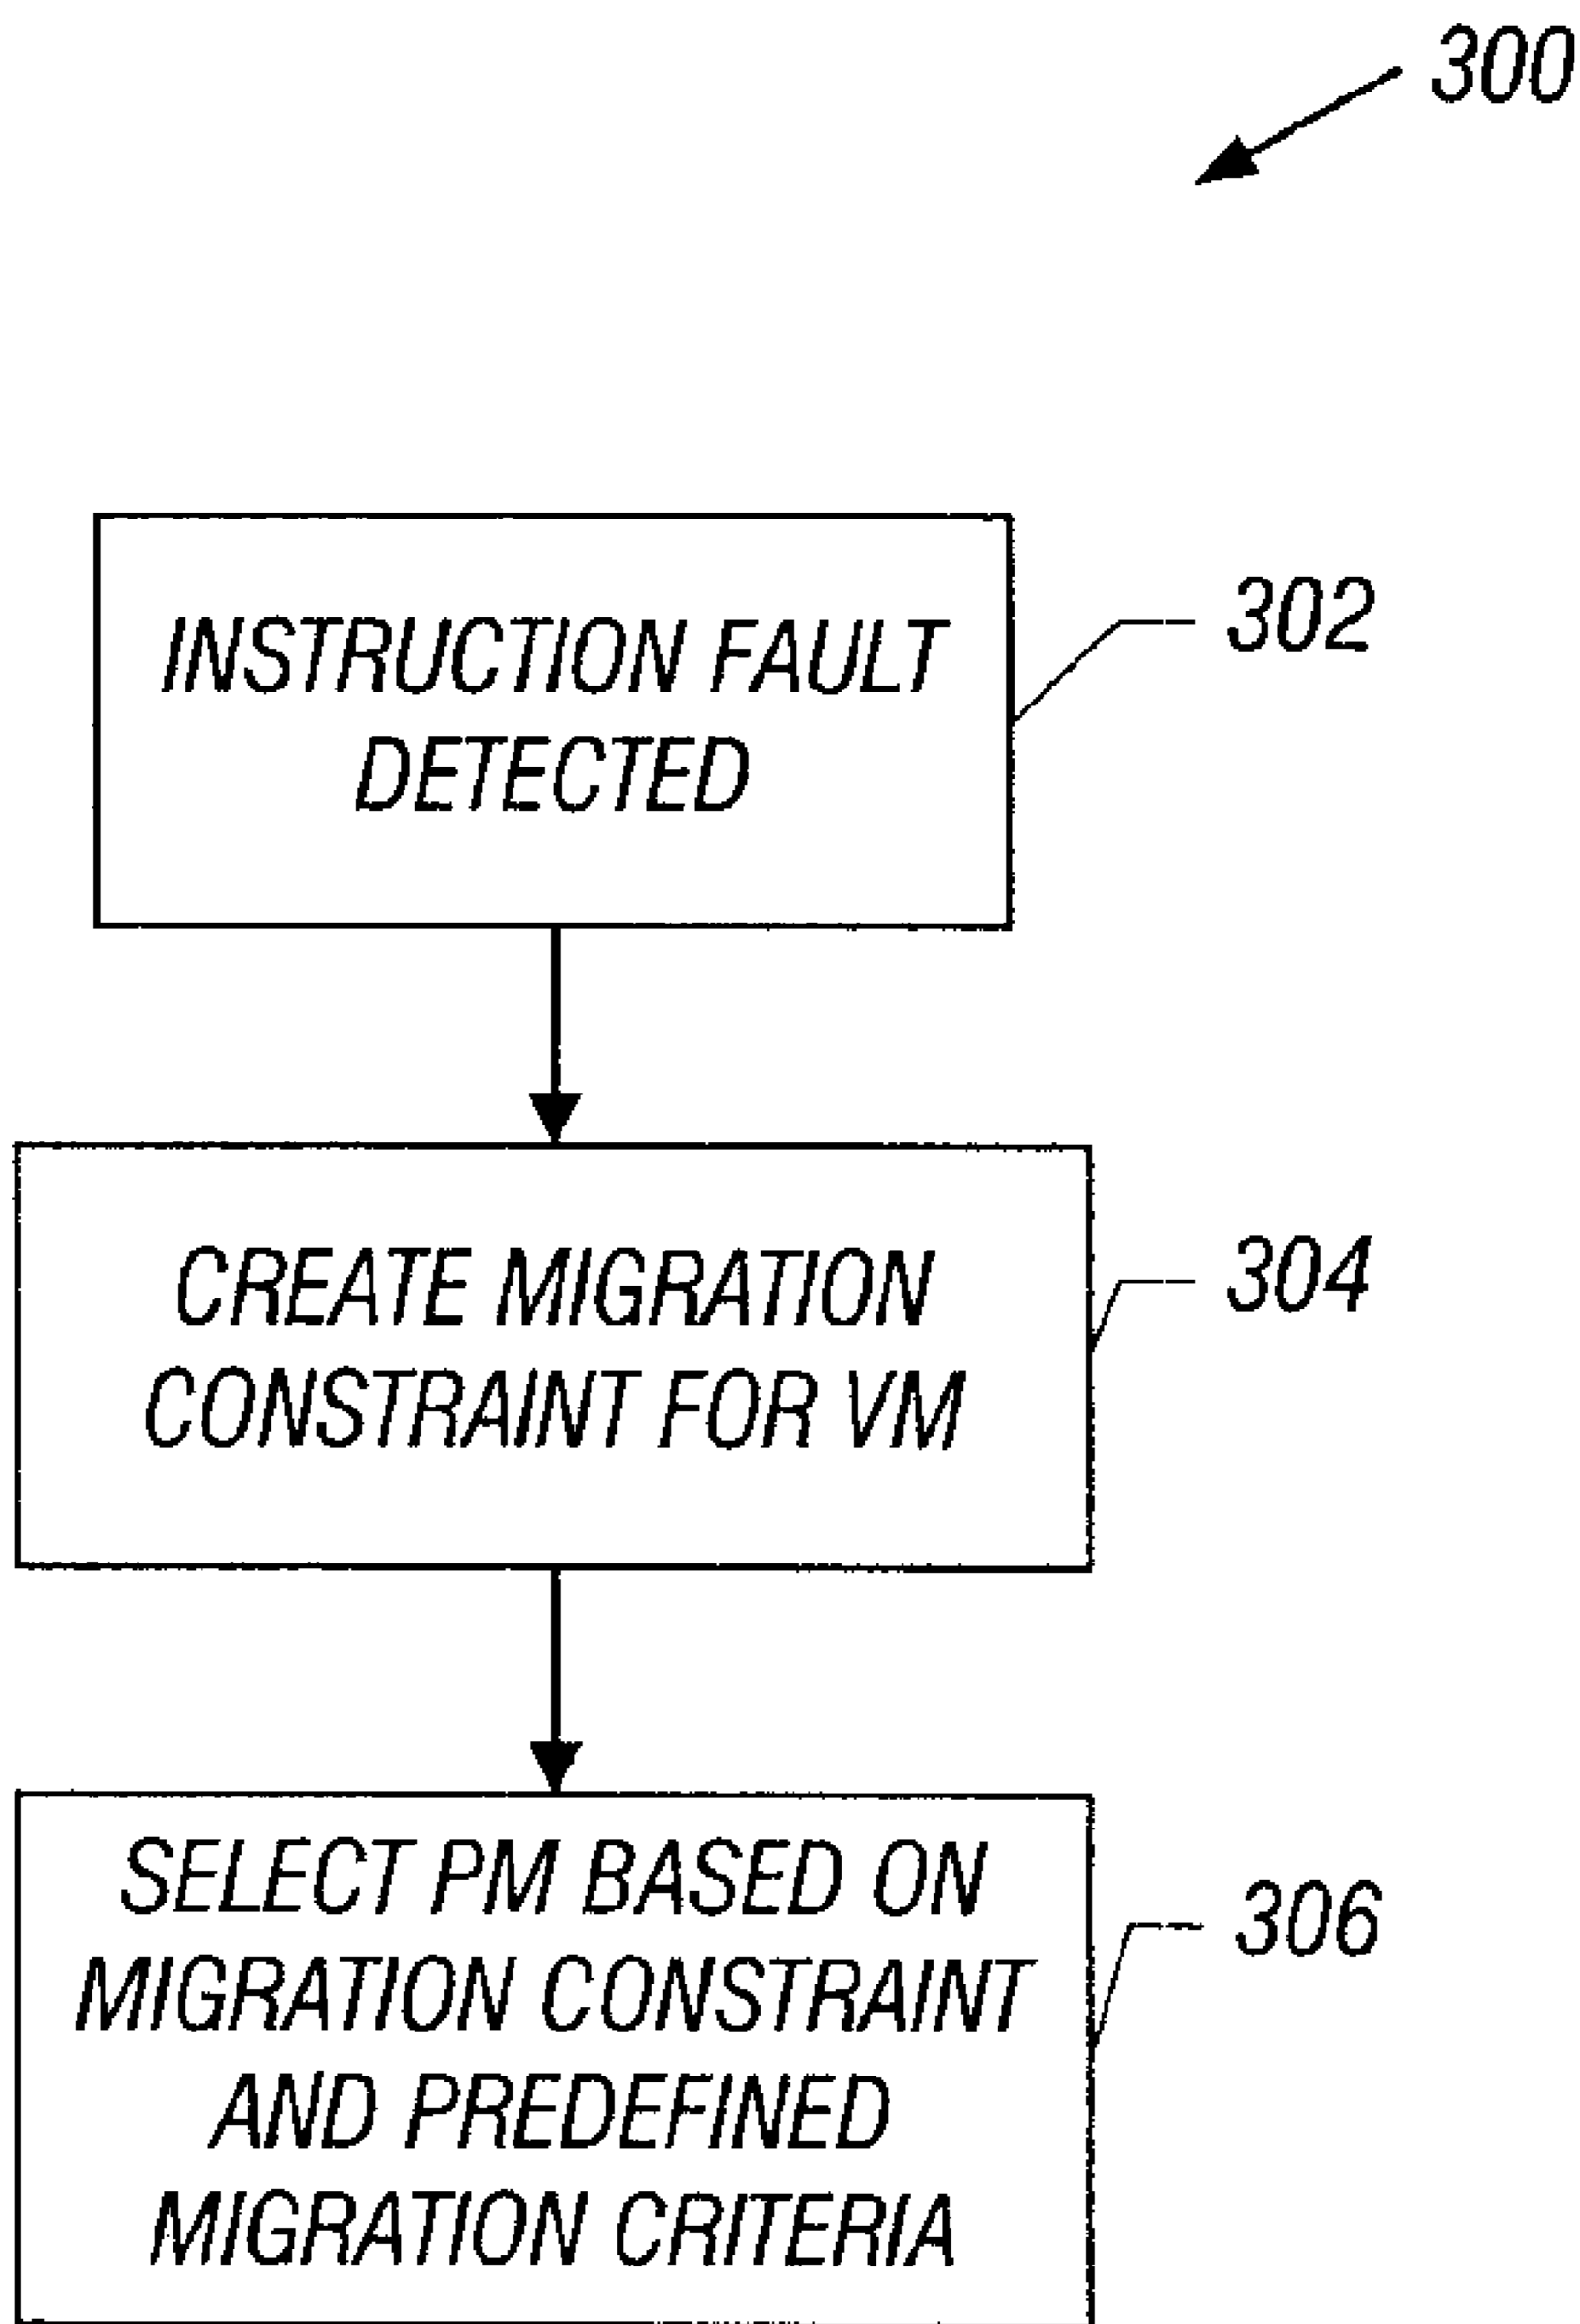 300
INSTRUCTION FAULT
DETECTED
302
CREATE MIGRATION
CONSTRAINT FOR VM
304
SELECT PM BASED ON
MIGRATION CONSTRAINT
AND PREDEFINED
MIGRATION CRITERIA
306